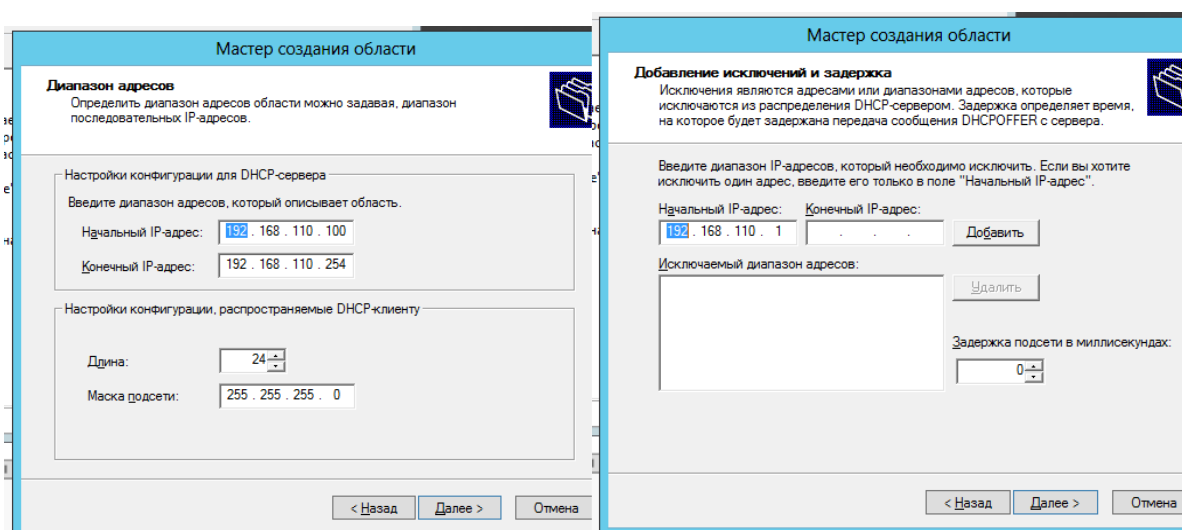 Мастер создания области
Диапазон адресов
Определить диапазон адресов области можно задавая, диапазон
последовательных IP-адресов.
Настройки конфигурации для DHCP-сервера
Введите диапазон адресов, который описывает область.
Начальный IP-адрес: 192 . 168 . 110 . 100
Конечный IP-адрес: 192 . 168 . 110 . 254
Настройки конфигурации, распространяемые DHCP-клиенту
Длина: 24
Маска подсети: 255 . 255 . 255 . 0
< Назад Далее > Отмена
Мастер создания области
Добавление исключений и задержка
Исключения являются адресами или диапазонами адресов, которые
исключаются из распределения DHCP-сервером. Задержка определяет время,
на которое будет задержана передача сообщения DHCPOFFER с сервера.
Введите диапазон IP-адресов, который необходимо исключить. Если вы хотите
исключить один адрес, введите его только в поле "Начальный IP-адрес".
Начальный IP-адрес: Конечный IP-адрес:
192 . 168 . 110 . 1 . . . Добавить
Исключаемый диапазон адресов:
Удалить
Задержка подсети в миллисекундах:
0
< Назад Далее > Отмена